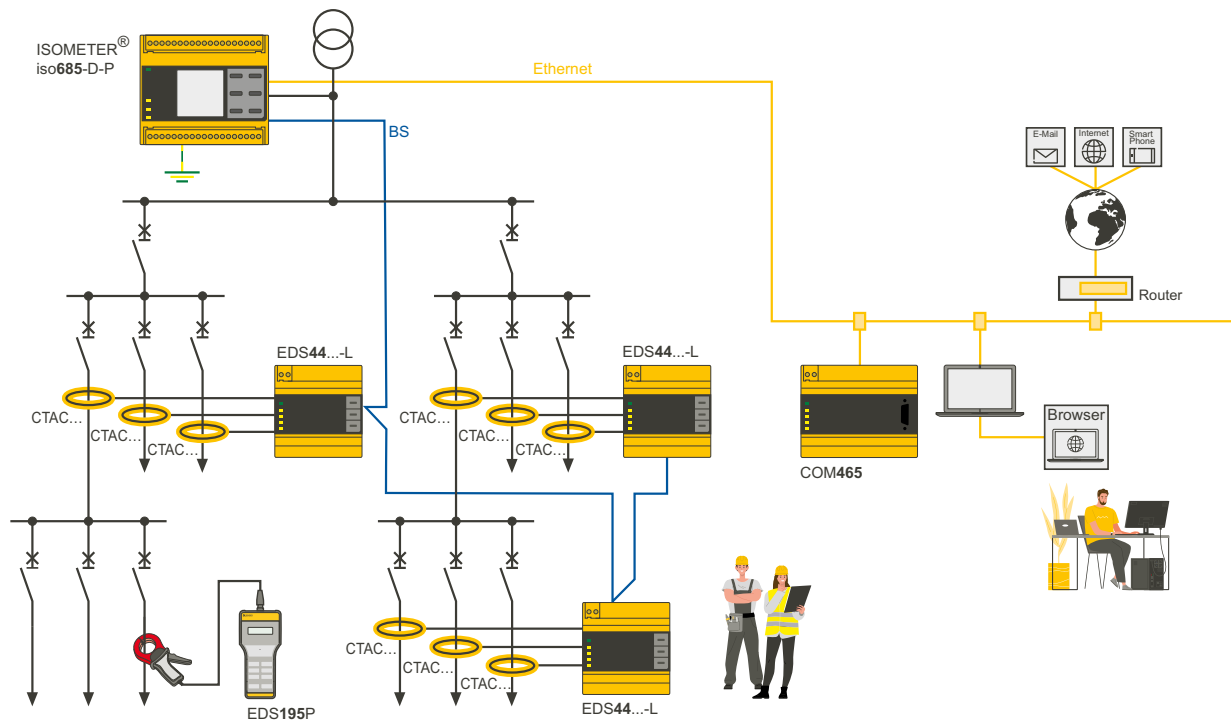 ISOMETER®
iso685-D-P
Ethernet
BS
E-Mail
Internet
Smart
Phone
Router
EDS44...-L
EDS44...-L
CTAC...
CTAC...
CTAC...
CTAC...
CTAC...
CTAC...
COM465
Browser
CTAC...
CTAC...
CTAC...
EDS195P
EDS44...-L